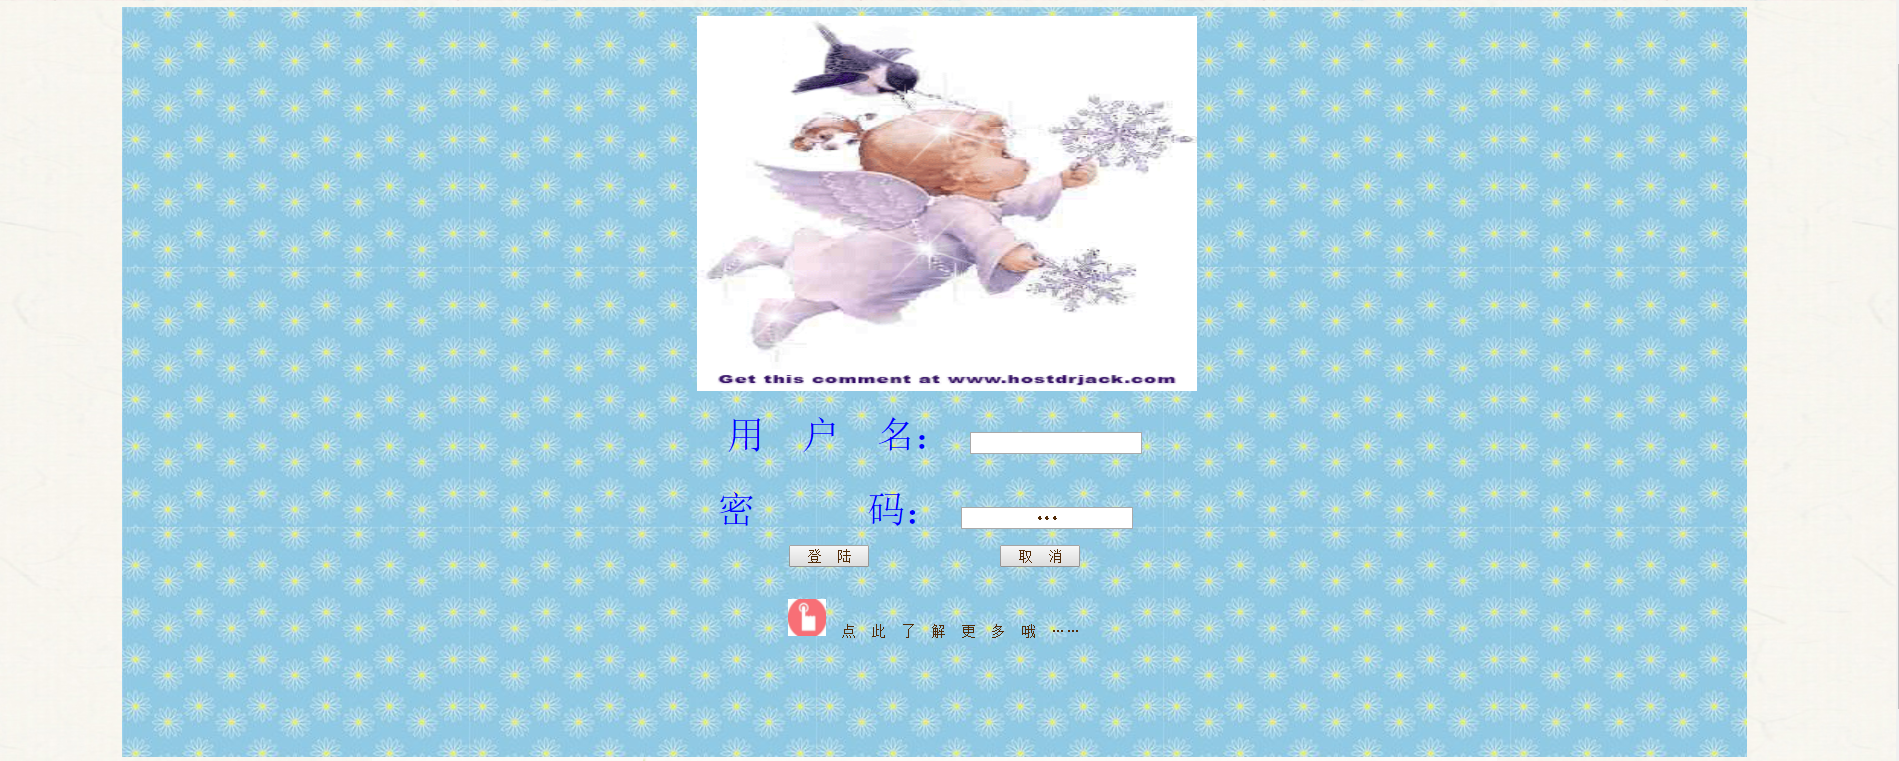 Get this comment at www.hostdrjack.com
用 户 名：
密 码： •••
登 陆 取 消
点 此 了 解 更 多 哦 ……